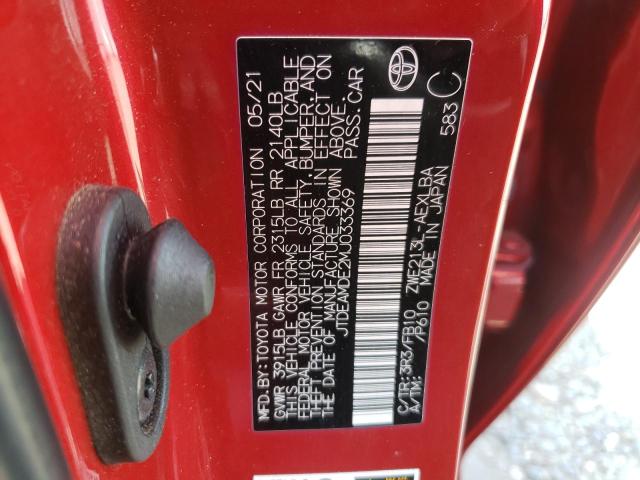 MFD.BY:TOYOTA MOTOR CORPORATION 05/21
GVWR 3915LB GAWR FR 2315LB RR 2140LB
THIS VEHICLE CONFORMS TO ALL APPLICABLE
FEDERAL MOTOR VEHICLE SAFETY, BUMPER, AND
THEFT PREVENTION STANDARDS IN EFFECT ON
THE DATE OF MANUFACTURE SHOWN ABOVE.
JTDEAMDE2MJ033369 PASS.CAR
C/TR:3R3/FB10 ZWE213L-AEXLBA
A/TM: /P610 MADE IN JAPAN
583 C